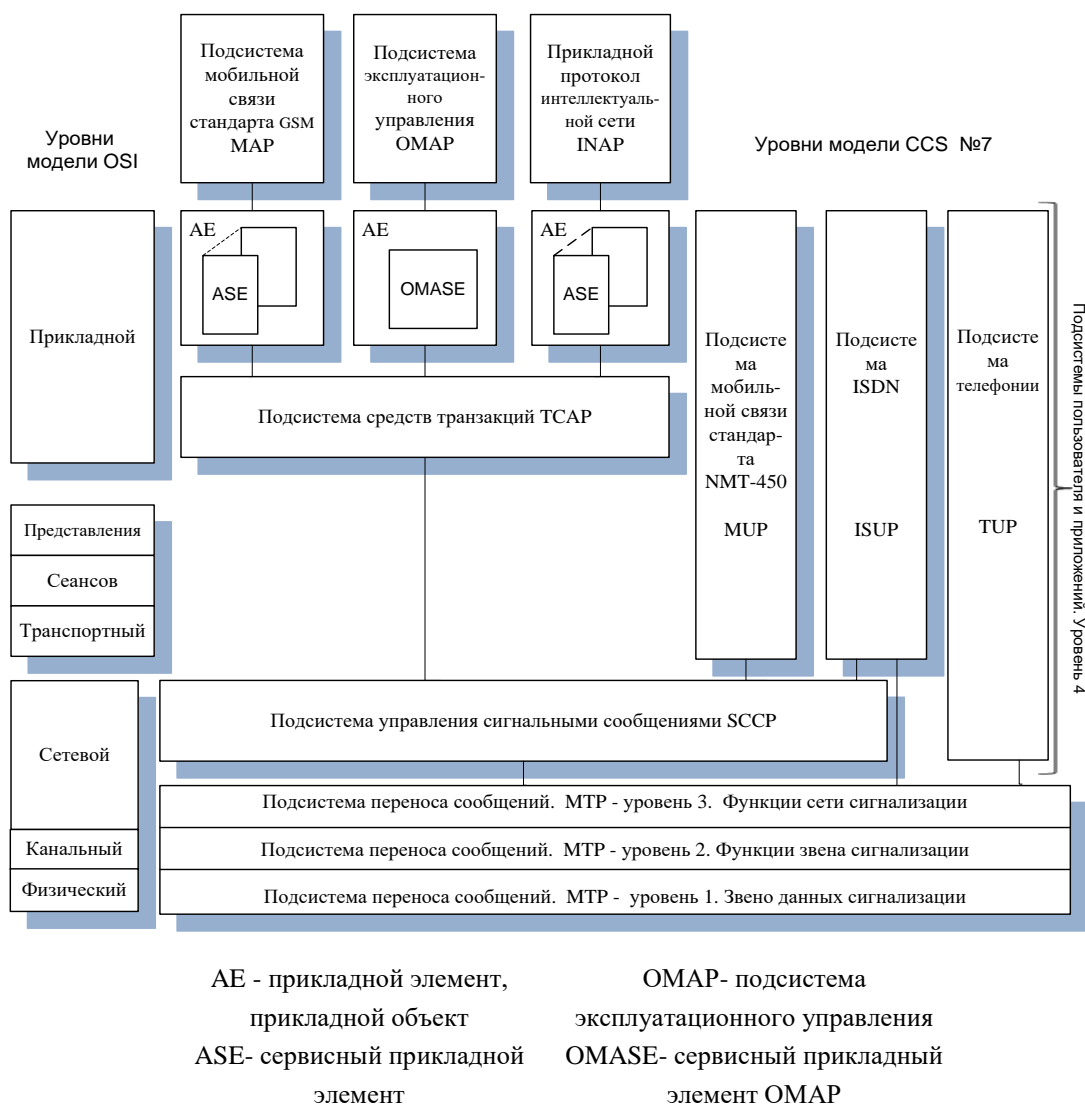 Подсистема
мобильной
связи
стандарта GSM
MAP
Подсистема
эксплуатацион-
ного
управления
OMAP
Прикладной
протокол
интеллектуаль-
ной сети
INAP
Уровни
модели OSI
Уровни модели CCS №7
Прикладной
AE
ASE
AE
OMASE
AE
ASE
Подсистема средств транзакций TCAP
Подсисте
ма
мобиль-
ной связи
стандар-
та
NMT-450
MUP
Подсисте
ма
ISDN
ISUP
Подсисте
ма
телефонии
TUP
Подсистемы пользователя и приложений. Уровень 4
Представления
Сеансов
Транспортный
Сетевой
Канальный
Физический
Подсистема управления сигнальными сообщениями SCCP
Подсистема переноса сообщений. МТР - уровень 3. Функции сети сигнализации
Подсистема переноса сообщений. МТР - уровень 2. Функции звена сигнализации
Подсистема переноса сообщений. МТР - уровень 1. Звено данных сигнализации
AE - прикладной элемент,
прикладной объект
ASE- сервисный прикладной
элемент
OMAP- подсистема
эксплуатационного управления
OMASE- сервисный прикладный
элемент OMAP